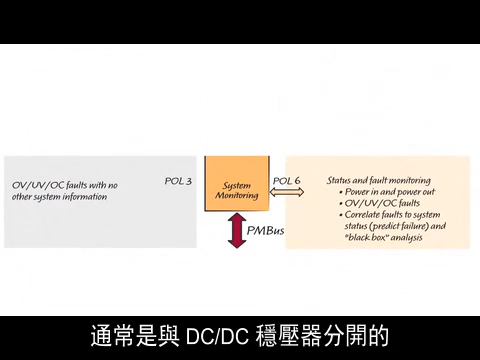 OV/UV/OC faults with no
other system information
POL 3
System
Monitoring
POL 6
PMBus
Status and fault monitoring
• Power in and power out
• OV/UV/OC faults
• Correlate faults to system
status (predict failure) and
"black box" analysis
通常是與 DC/DC 穩壓器分開的